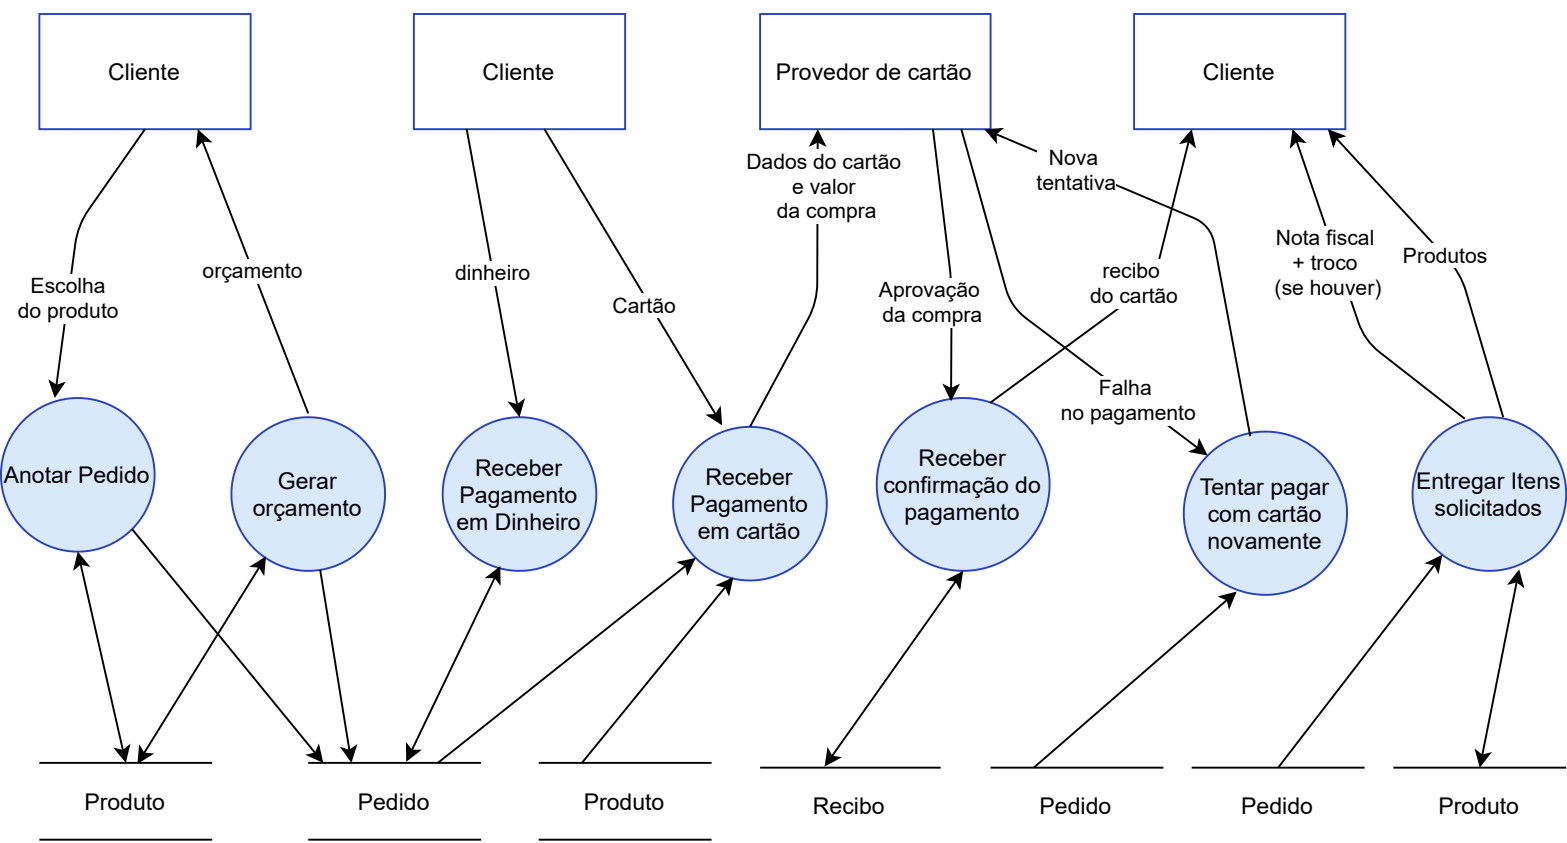 Cliente
Cliente
Provedor de cartão
Cliente
Dados do cartão
e valor
da compra
Nova
tentativa
Escolha
do produto
orçamento
dinheiro
Cartão
Aprovação
da compra
recibo
do cartão
Nota fiscal
+ troco
(se houver)
Produtos
Falha
no pagamento
Anotar Pedido
Gerar
orçamento
Receber
Pagamento
em Dinheiro
Receber
Pagamento
em cartão
Receber
confirmação do
pagamento
Tentar pagar
com cartão
novamente
Entregar Itens
solicitados
Produto
Pedido
Produto
Recibo
Pedido
Pedido
Produto